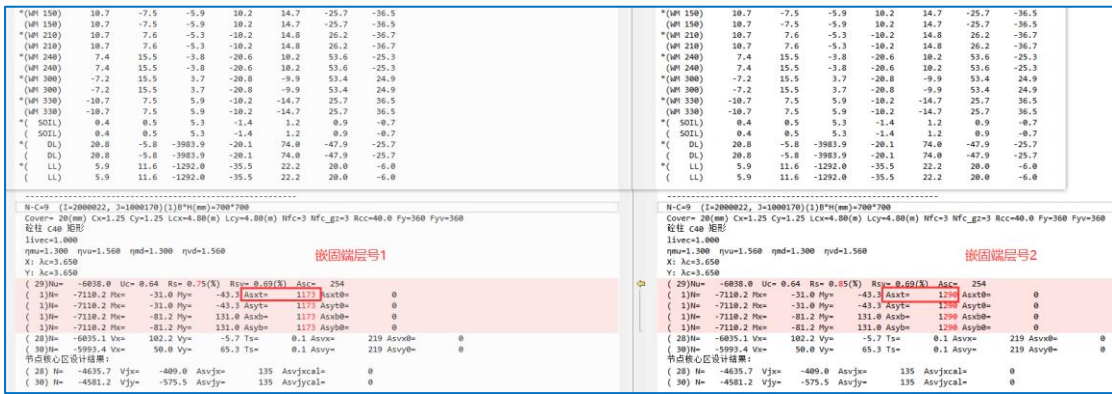 *(WM 150) 10.7 -7.5 -5.9 10.2 14.7 -25.7 -36.5
(WM 150) 10.7 -7.5 -5.9 10.2 14.7 -25.7 -36.5
*(WM 210) 10.7 7.6 -5.3 -10.2 14.8 26.2 -36.7
(WM 210) 10.7 7.6 -5.3 -10.2 14.8 26.2 -36.7
*(WM 240) 7.4 15.5 -3.8 -20.6 10.2 53.6 -25.3
(WM 240) 7.4 15.5 -3.8 -20.6 10.2 53.6 -25.3
*(WM 300) -7.2 15.5 3.7 -20.8 -9.9 53.4 24.9
(WM 300) -7.2 15.5 3.7 -20.8 -9.9 53.4 24.9
*(WM 330) -10.7 7.5 5.9 -10.2 -14.7 25.7 36.5
(WM 330) -10.7 7.5 5.9 -10.2 -14.7 25.7 36.5
*( SOIL) 0.4 0.5 5.3 -1.4 1.2 0.9 -0.7
( SOIL) 0.4 0.5 5.3 -1.4 1.2 0.9 -0.7
*( DL) 20.8 -5.8 -3983.9 -20.1 74.0 -47.9 -25.7
( DL) 20.8 -5.8 -3983.9 -20.1 74.0 -47.9 -25.7
*( LL) 5.9 11.6 -1292.0 -35.5 22.2 20.0 -6.0
( LL) 5.9 11.6 -1292.0 -35.5 22.2 20.0 -6.0
N-C=9 (I=2000022, J=1000170)(1)B*H(mm)=700*700
Cover= 20(mm) Cx=1.25 Cy=1.25 Lcx=4.80(m) Lcy=4.80(m) Nfc=3 Nfc_gz=3 Rcc=40.0 Fy=360 Fyv=360
砼柱 C40 矩形
livec=1.000
ηmu=1.300 ηvu=1.560 ηmd=1.300 ηvd=1.560
嵌固端层号1
X: λc=3.650
Y: λc=3.650
( 29)Nu= -6038.0 Uc= 0.64 Rs= 0.75(%) Rsv= 0.69(%) Asc= 254
( 1)N= -7110.2 Mx= -31.0 My= -43.3 Asxt= 1173 Asxt0= 0
( 1)N= -7110.2 Mx= -31.0 My= -43.3 Asyt= 1173 Asyt0= 0
( 1)N= -7110.2 Mx= -81.2 My= 131.0 Asxb= 1173 Asxb0= 0
( 1)N= -7110.2 Mx= -81.2 My= 131.0 Asyb= 1173 Asyb0= 0
( 28)N= -6035.1 Vx= 102.2 Vy= -5.7 Ts= 0.1 Asvx= 219 Asvx0= 0
( 30)N= -5993.4 Vx= 50.0 Vy= 65.3 Ts= 0.1 Asvy= 219 Asvy0= 0
节点核心区设计结果:
( 28) N= -4635.7 Vjx= -409.0 Asvjx= 135 Asvjxcal= 0
( 30) N= -4581.2 Vjy= -575.5 Asvjy= 135 Asvjycal= 0
*(WM 150) 10.7 -7.5 -5.9 10.2 14.7 -25.7 -36.5
(WM 150) 10.7 -7.5 -5.9 10.2 14.7 -25.7 -36.5
*(WM 210) 10.7 7.6 -5.3 -10.2 14.8 26.2 -36.7
(WM 210) 10.7 7.6 -5.3 -10.2 14.8 26.2 -36.7
*(WM 240) 7.4 15.5 -3.8 -20.6 10.2 53.6 -25.3
(WM 240) 7.4 15.5 -3.8 -20.6 10.2 53.6 -25.3
*(WM 300) -7.2 15.5 3.7 -20.8 -9.9 53.4 24.9
(WM 300) -7.2 15.5 3.7 -20.8 -9.9 53.4 24.9
*(WM 330) -10.7 7.5 5.9 -10.2 -14.7 25.7 36.5
(WM 330) -10.7 7.5 5.9 -10.2 -14.7 25.7 36.5
*( SOIL) 0.4 0.5 5.3 -1.4 1.2 0.9 -0.7
( SOIL) 0.4 0.5 5.3 -1.4 1.2 0.9 -0.7
*( DL) 20.8 -5.8 -3983.9 -20.1 74.0 -47.9 -25.7
( DL) 20.8 -5.8 -3983.9 -20.1 74.0 -47.9 -25.7
*( LL) 5.9 11.6 -1292.0 -35.5 22.2 20.0 -6.0
( LL) 5.9 11.6 -1292.0 -35.5 22.2 20.0 -6.0
N-C=9 (I=2000022, J=1000170)(1)B*H(mm)=700*700
Cover= 20(mm) Cx=1.25 Cy=1.25 Lcx=4.80(m) Lcy=4.80(m) Nfc=3 Nfc_gz=3 Rcc=40.0 Fy=360 Fyv=360
砼柱 C40 矩形
livec=1.000
ηmu=1.300 ηvu=1.560 ηmd=1.300 ηvd=1.560
嵌固端层号2
X: λc=3.650
Y: λc=3.650
( 29)Nu= -6038.0 Uc= 0.64 Rs= 0.85(%) Rsv= 0.69(%) Asc= 254
( 1)N= -7110.2 Mx= -31.0 My= -43.3 Asxt= 1290 Asxt0= 0
( 1)N= -7110.2 Mx= -31.0 My= -43.3 Asyt= 1290 Asyt0= 0
( 1)N= -7110.2 Mx= -81.2 My= 131.0 Asxb= 1290 Asxb0= 0
( 1)N= -7110.2 Mx= -81.2 My= 131.0 Asyb= 1290 Asyb0= 0
( 28)N= -6035.1 Vx= 102.2 Vy= -5.7 Ts= 0.1 Asvx= 219 Asvx0= 0
( 30)N= -5993.4 Vx= 50.0 Vy= 65.3 Ts= 0.1 Asvy= 219 Asvy0= 0
节点核心区设计结果:
( 28) N= -4635.7 Vjx= -409.0 Asvjx= 135 Asvjxcal= 0
( 30) N= -4581.2 Vjy= -575.5 Asvjy= 135 Asvjycal= 0